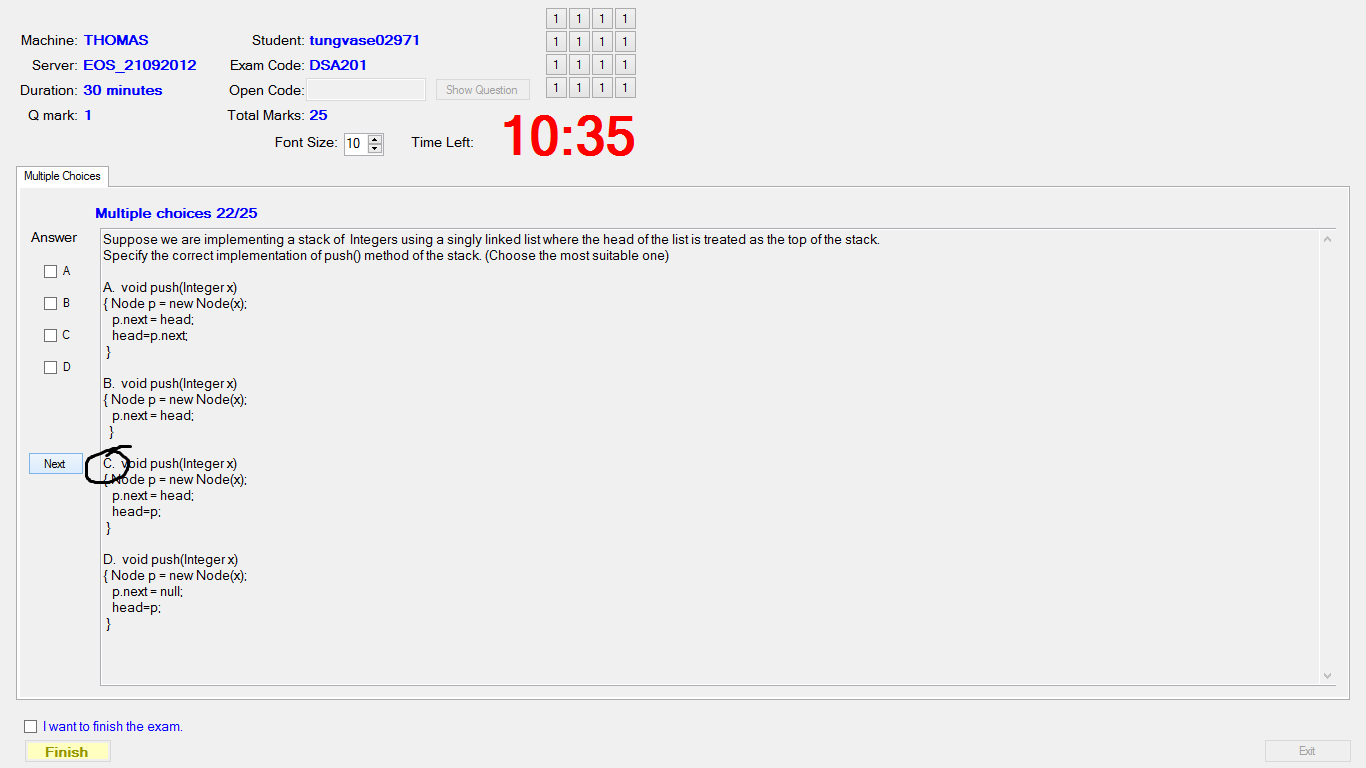 Machine: THOMAS Student: tungvase02971
Server: EOS_21092012 Exam Code: DSA201
Duration: 30 minutes Open Code: Show Question
Q mark: 1 Total Marks: 25
Font Size: 10 Time Left: 10:35
1 1 1 1
1 1 1 1
1 1 1 1
1 1 1 1
Multiple Choices
Multiple choices 22/25
Answer
A
B
C
D
Next
Suppose we are implementing a stack of Integers using a singly linked list where the head of the list is treated as the top of the stack.
Specify the correct implementation of push() method of the stack. (Choose the most suitable one)
A. void push(Integer x)
{ Node p = new Node(x);
p.next = head;
head=p.next;
}
B. void push(Integer x)
{ Node p = new Node(x);
p.next = head;
}
C. void push(Integer x)
{ Node p = new Node(x);
p.next = head;
head=p;
}
D. void push(Integer x)
{ Node p = new Node(x);
p.next = null;
head=p;
}
I want to finish the exam.
Finish Exit